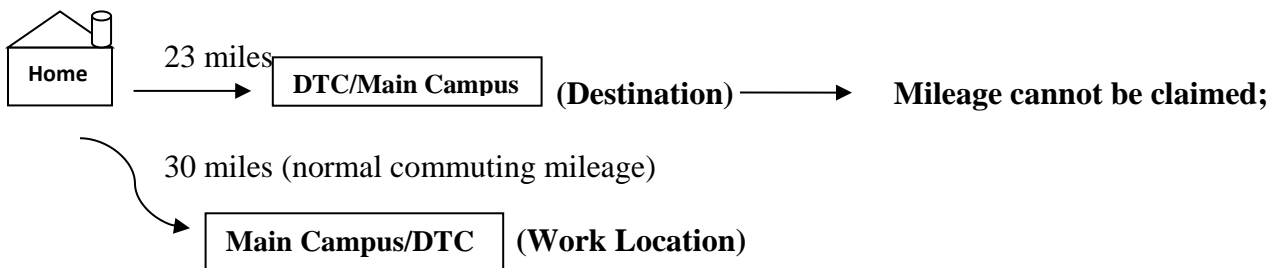 23 miles
Home
DTC/Main Campus (Destination) Mileage cannot be claimed;
30 miles (normal commuting mileage)
Main Campus/DTC (Work Location)